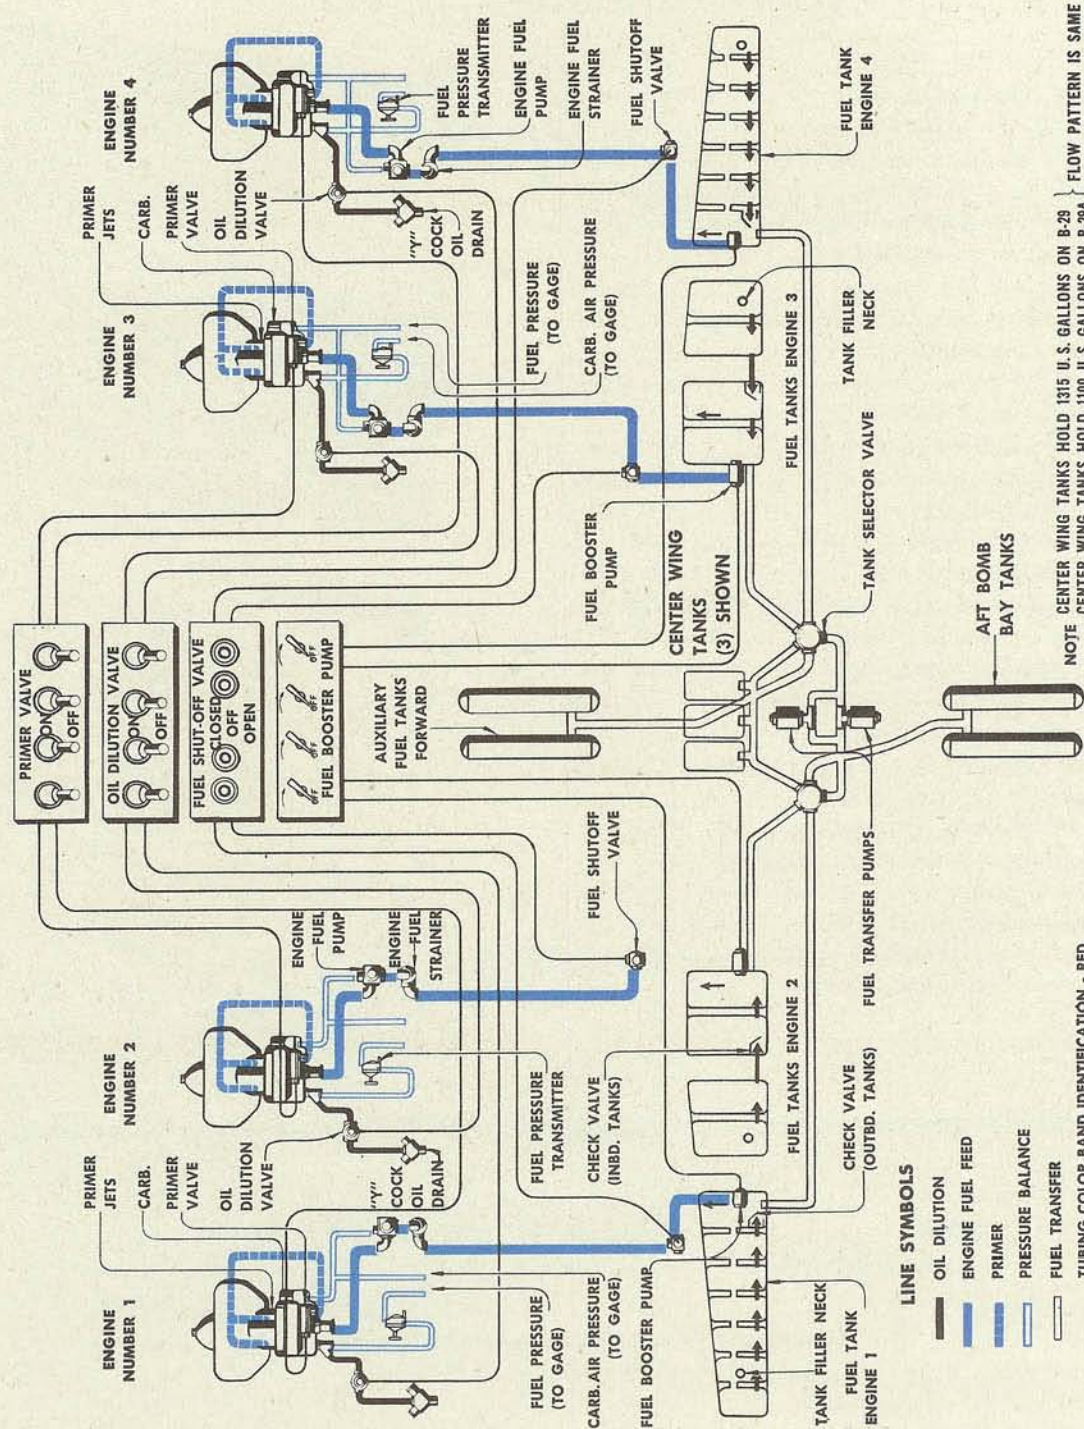 ENGINE
NUMBER 1
PRIMER
JETS
CARB.
PRIMER
VALVE
OIL
DILUTION
VALVE
ENGINE
NUMBER 2
"Y"
COCK
OIL
DRAIN
ENGINE
FUEL
PUMP
ENGINE
FUEL
STRAINER
FUEL PRESSURE
(TO GAGE)
CARB. AIR PRESSURE
(TO GAGE)
FUEL BOOSTER PUMP
FUEL PRESSURE
TRANSMITTER
CHECK VALVE
(INBD. TANKS)
FUEL SHUTOFF
VALVE
PRIMER VALVE
ON
OFF
OIL DILUTION VALVE
ON
OFF
FUEL SHUT-OFF VALVE
CLOSED
OFF
OPEN
OFF
OFF
OFF
OFF
FUEL BOOSTER PUMP
ENGINE
NUMBER 3
PRIMER
JETS
CARB.
PRIMER
VALVE
OIL
DILUTION
VALVE
ENGINE
NUMBER 4
"Y"
COCK
OIL
DRAIN
FUEL
PRESSURE
TRANSMITTER
ENGINE FUEL
PUMP
ENGINE FUEL
STRAINER
FUEL SHUTOFF
VALVE
FUEL PRESSURE
(TO GAGE)
CARB. AIR PRESSURE
(TO GAGE)
FUEL BOOSTER
PUMP
AUXILIARY
FUEL TANKS
FORWARD
CENTER WING
TANKS
(3) SHOWN
TANK FILLER NECK
FUEL TANK
ENGINE 1
FUEL TANKS ENGINE 2
CHECK VALVE
(OUTBD. TANKS)
FUEL TRANSFER PUMPS
TANK SELECTOR VALVE
FUEL TANKS ENGINE 3
TANK FILLER
NECK
FUEL TANK
ENGINE 4
AFT BOMB
BAY TANKS
LINE SYMBOLS
OIL DILUTION
ENGINE FUEL FEED
PRIMER
PRESSURE BALANCE
FUEL TRANSFER
TUBING COLOR BAND IDENTIFICATION - RED
NOTE CENTER WING TANKS HOLD 1315 U.S. GALLONS ON B-29 } FLOW PATTERN IS SAME
CENTER WING TANKS HOLD 1100 U.S. GALLONS ON B-29A